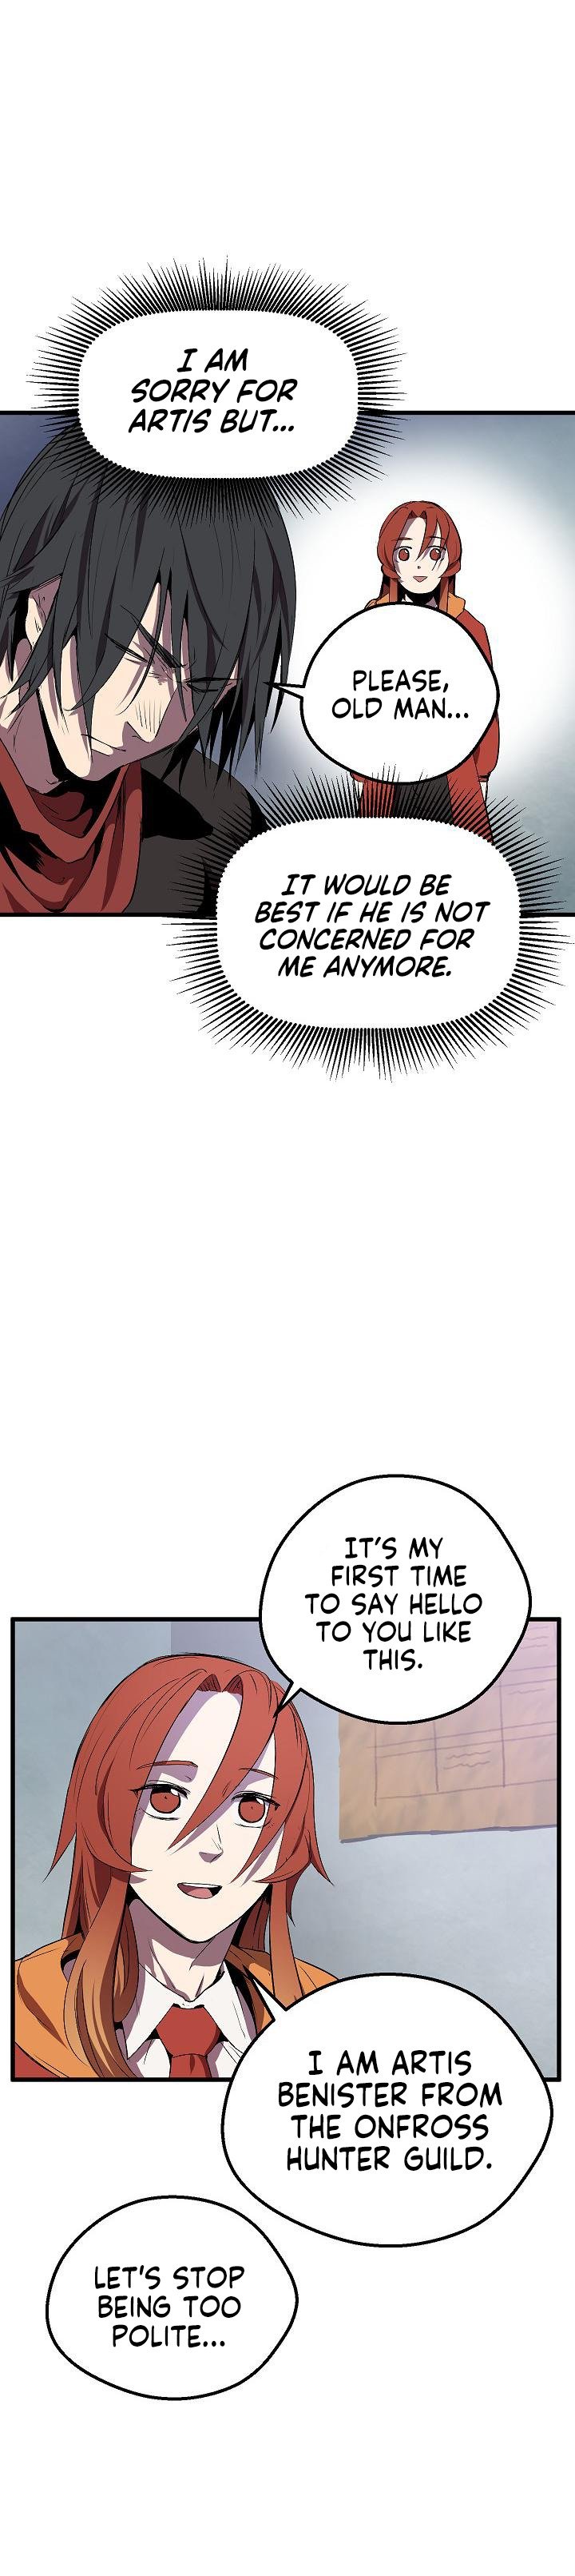 I AM
SORRY FOR
ARTIS BUT...
PLEASE,
OLD MAN...
IT WOULD BE
BEST IF HE IS NOT
CONCERNED FOR
ME ANYMORE.
IT'S MY
FIRST TIME
TO SAY HELLO
TO YOU LIKE
THIS.
I AM ARTIS
BENISTER FROM
THE ONFROSS
HUNTER GUILD.
LET'S STOP
BEING TOO
POLITE...